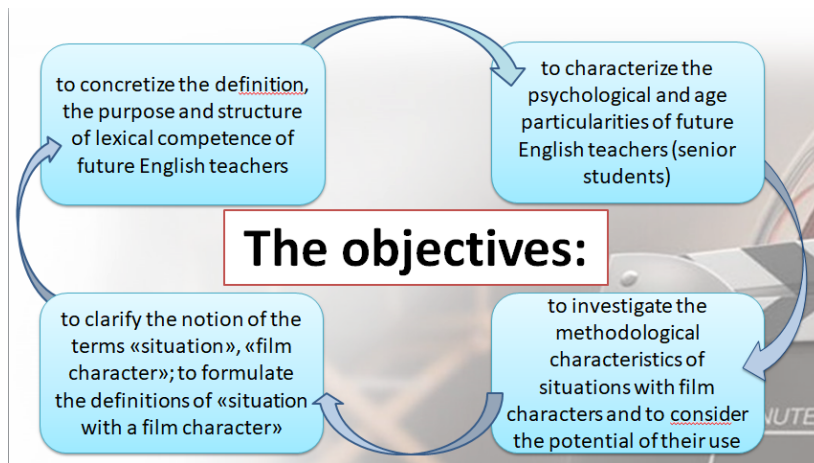 to concretize the definition,
the purpose and structure
of lexical competence of
future English teachers
to characterize the
psychological and age
particularities of future
English teachers (senior
students)
The objectives:
to clarify the notion of the
terms «situation», «film
character»; to formulate
the definitions of «situation
with a film character»
to investigate the
methodological
characteristics of
situations with film
characters and to consider
the potential of their use
NUTE